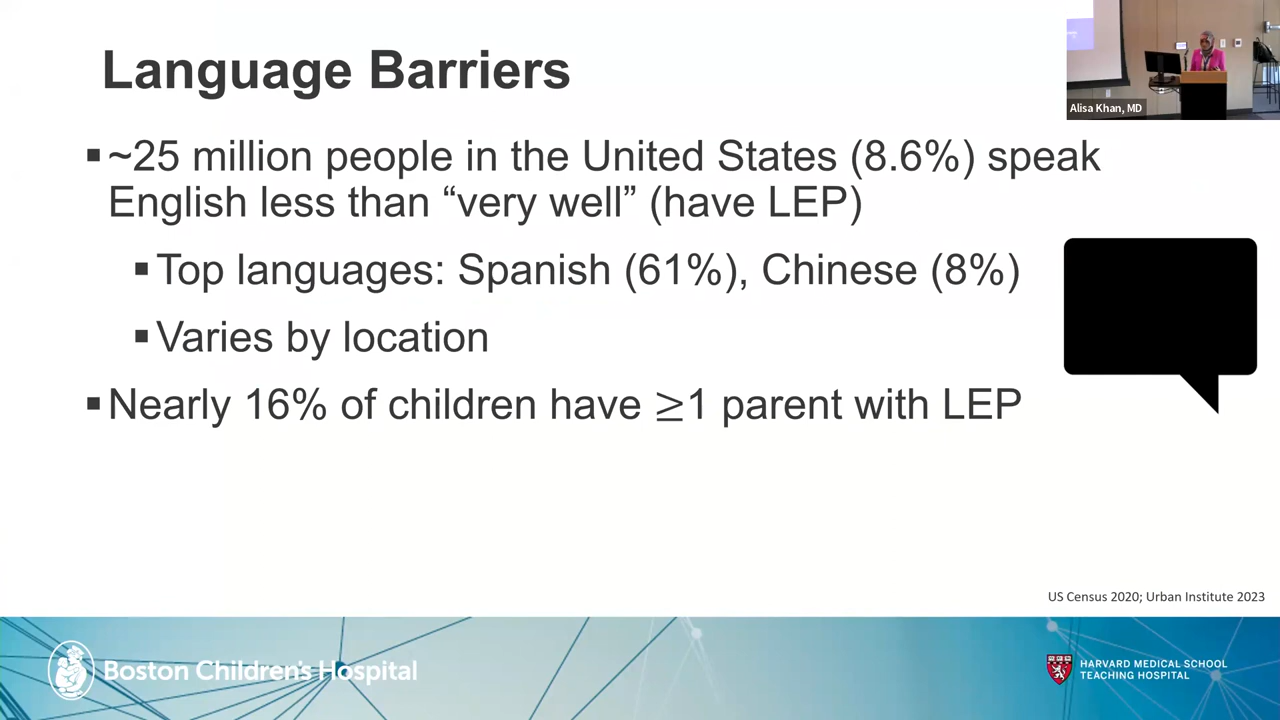 Language Barriers
Alisa Khan, MD
▪~25 million people in the United States (8.6%) speak
English less than “very well” (have LEP)
▪Top languages: Spanish (61%), Chinese (8%)
▪Varies by location
▪Nearly 16% of children have ≥1 parent with LEP
US Census 2020; Urban Institute 2023
Boston Children's Hospital
HARVARD MEDICAL SCHOOL
TEACHING HOSPITAL